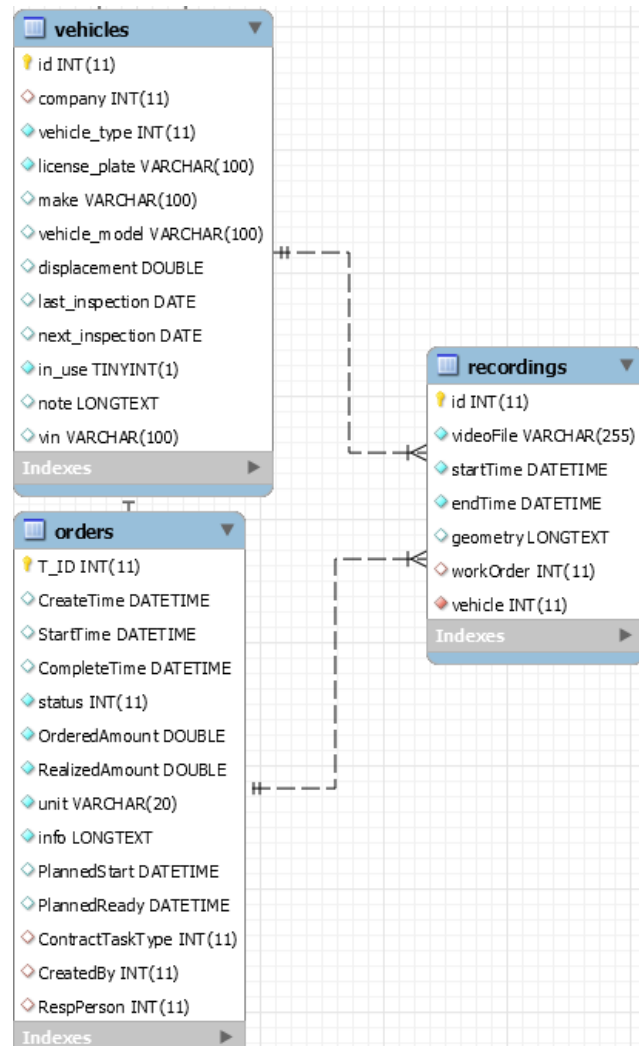 vehicles
id INT(11)
company INT(11)
vehicle_type INT(11)
license_plate VARCHAR(100)
make VARCHAR(100)
vehicle_model VARCHAR(100)
displacement DOUBLE
last_inspection DATE
next_inspection DATE
in_use TINYINT(1)
note LONGTEXT
vin VARCHAR(100)
Indexes
orders
T_ID INT(11)
CreateTime DATETIME
StartTime DATETIME
CompleteTime DATETIME
status INT(11)
OrderedAmount DOUBLE
RealizedAmount DOUBLE
unit VARCHAR(20)
info LONGTEXT
PlannedStart DATETIME
PlannedReady DATETIME
ContractTaskType INT(11)
CreatedBy INT(11)
RespPerson INT(11)
Indexes
recordings
id INT(11)
videoFile VARCHAR(255)
startTime DATETIME
endTime DATETIME
geometry LONGTEXT
workOrder INT(11)
vehicle INT(11)
Indexes